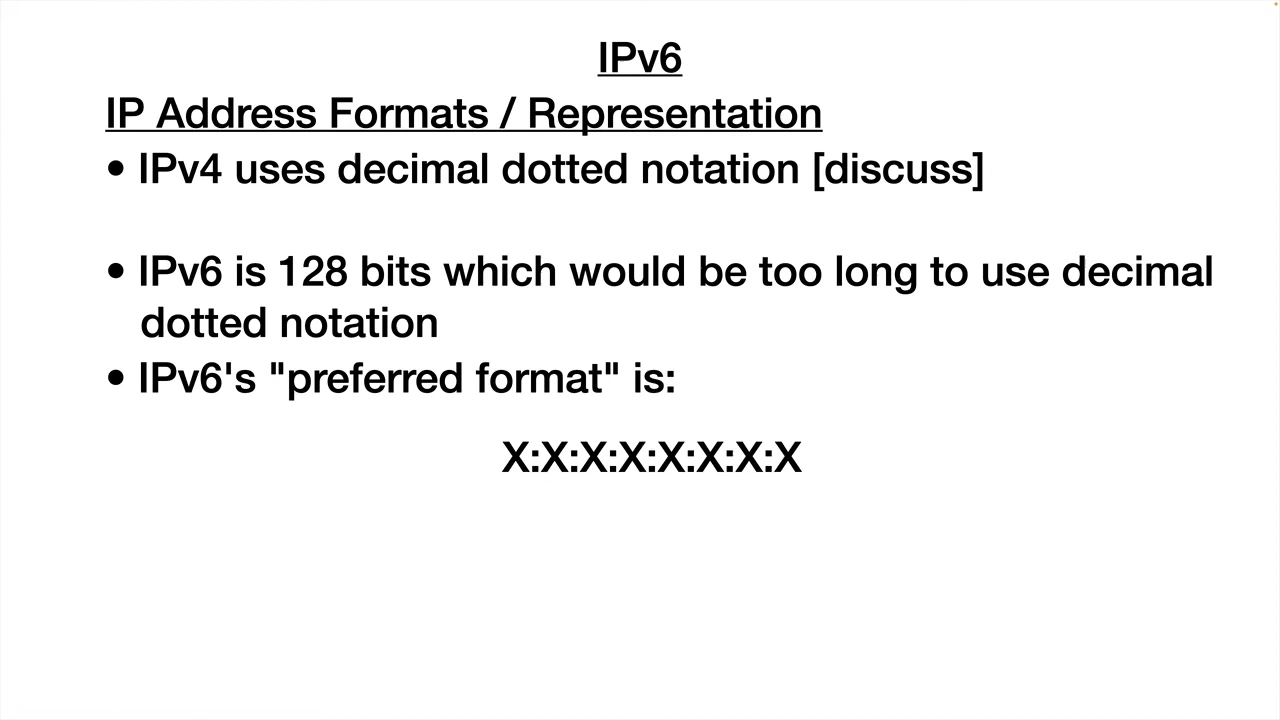 IPv6
IP Address Formats / Representation
• IPv4 uses decimal dotted notation [discuss]
• IPv6 is 128 bits which would be too long to use decimal
dotted notation
• IPv6's "preferred format" is:
X:X:X:X:X:X:X:X